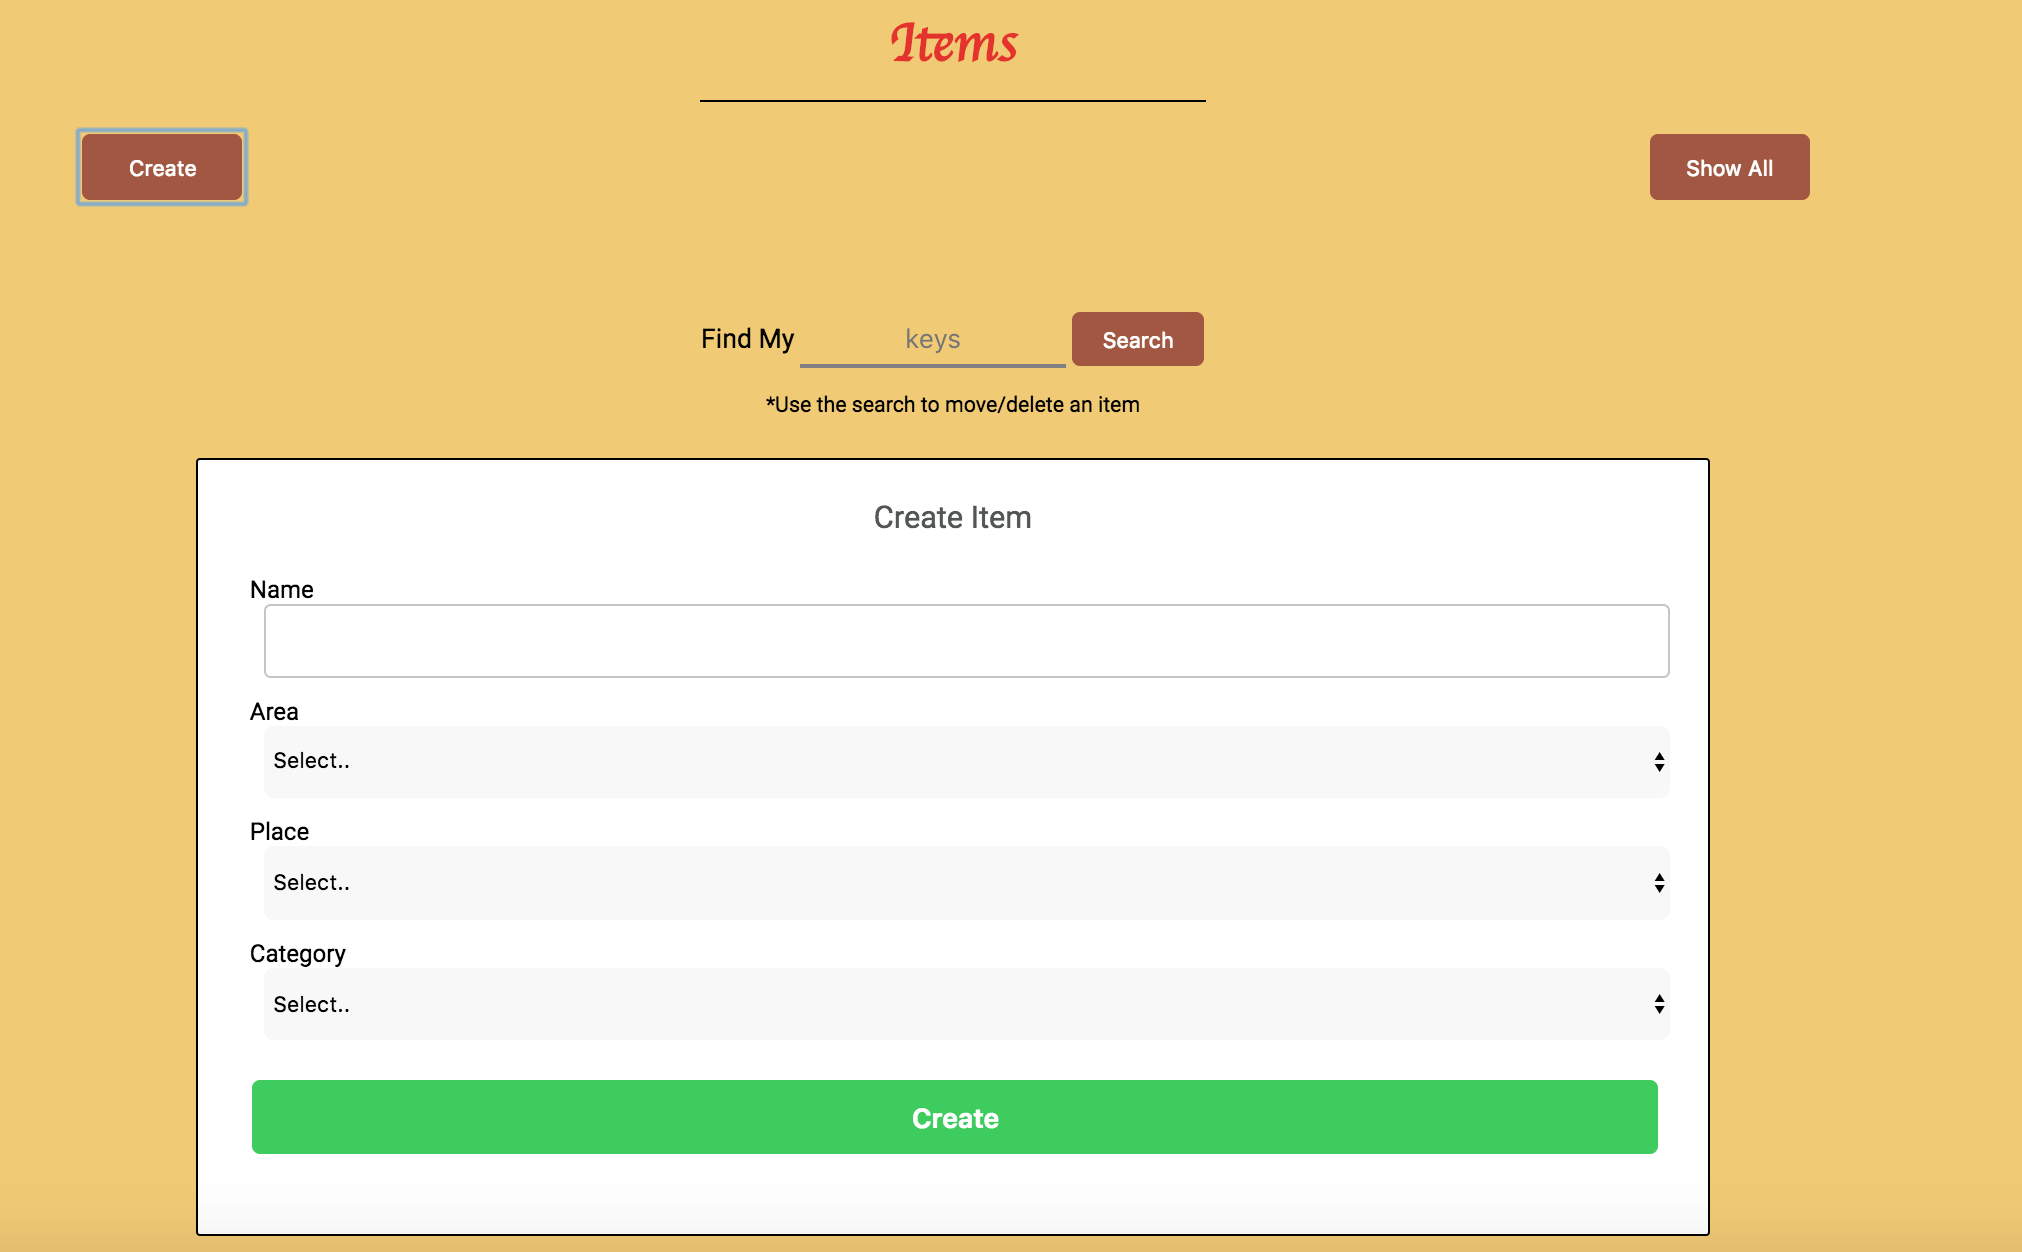 Items
Create
Show All
Find My keys Search
*Use the search to move/delete an item
Create Item
Name
Area
Select..
Place
Select..
Category
Select..
Create